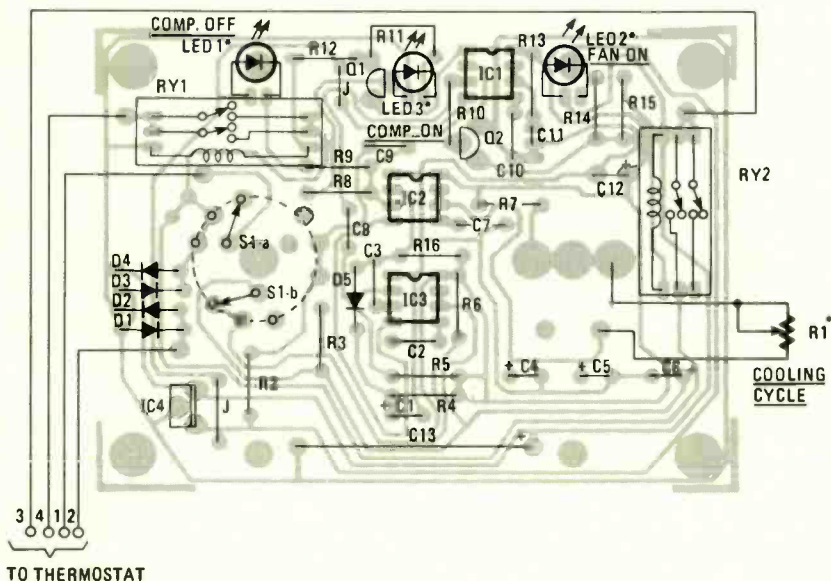 COMP. OFF
LED1*
R12
R11
Q1
J
LED3*
COMP. ON
IC1
R13
LED2*
FAN ON
R10
Q2
C11
R14
R15
RY1
R9
C9
C10
R8
IC2
R7
C7
C12
RY2
S1-a
C8
R16
C3
D4
D3
D2
D1
S1-b
D5
IC3
R6
R1*
R3
C2
COOLING
CYCLE
R5
+C4
+C5
C6
IC4
J
R2
R4
+C1
C13
+
3 4 1 2
TO THERMOSTAT